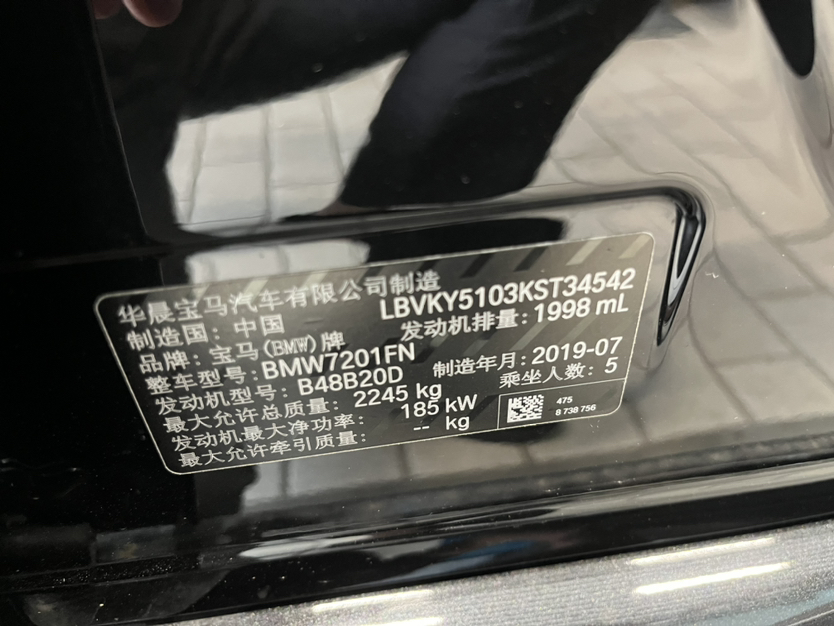 华晨宝马汽车有限公司制造
制造国：中国 LBVKY5103KST34542
品牌：宝马(BMW)牌 发动机排量：1998 mL
整车型号：BMW7201FN
发动机型号：B48B20D 制造年月：2019-07
最大允许总质量：2245 kg 乘坐人数：5
发动机最大净功率：185 kW
最大允许牵引质量：-- kg
475
8 738 756